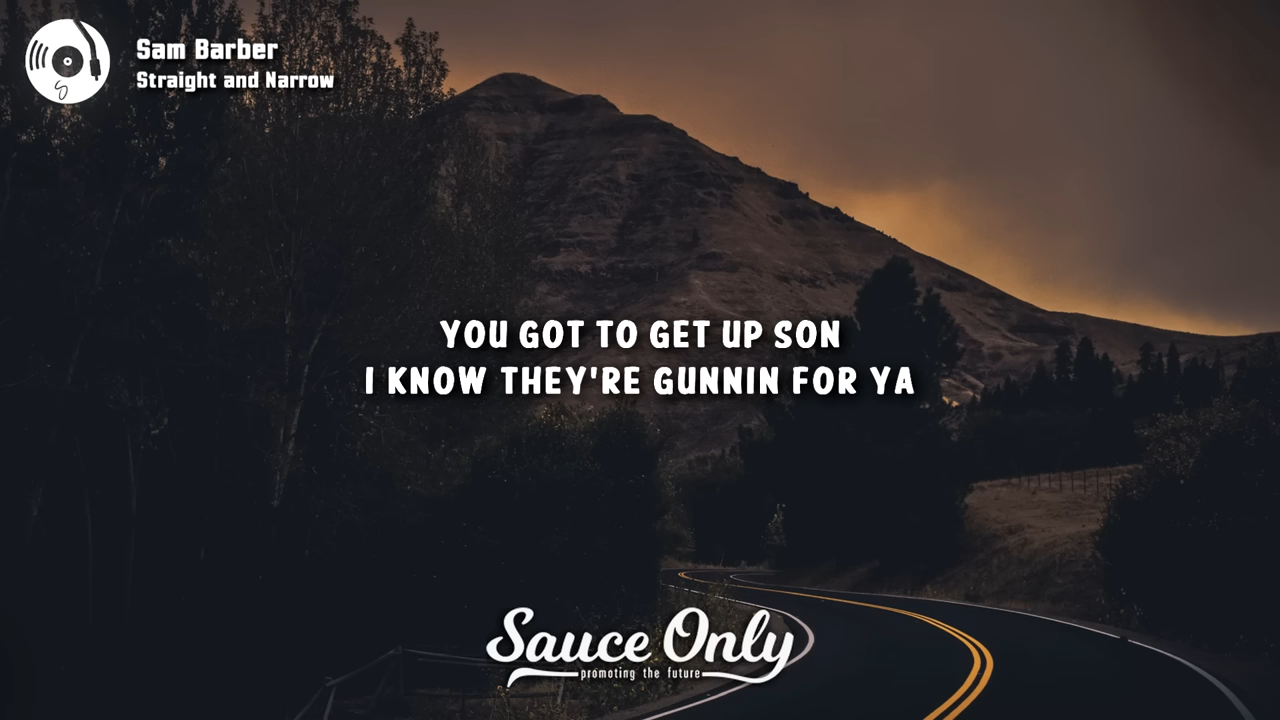 Sam Barber
Straight and Narrow
YOU GOT TO GET UP SON
I KNOW THEY'RE GUNNIN FOR YA
Sauce Only
promoting the future